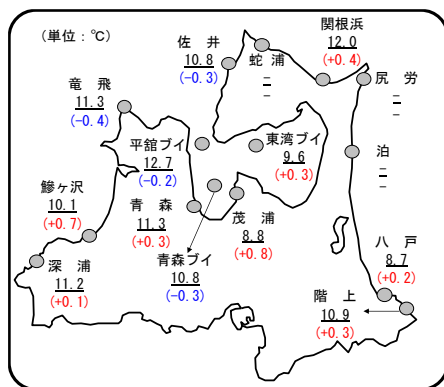 (単位：℃)
佐井
10.8
(-0.3)
蛇浦
--
--
関根浜
12.0
(+0.4)
尻労
--
--
竜飛
11.3
(-0.4)
平舘ブイ
12.7
(-0.2)
東湾ブイ
9.6
(+0.3)
泊
--
--
鰺ヶ沢
10.1
(+0.7)
青森
11.3
(+0.3)
茂浦
8.8
(+0.8)
青森ブイ
10.8
(-0.3)
深浦
11.2
(+0.1)
八戸
8.7
(+0.2)
階上
10.9
(+0.3)